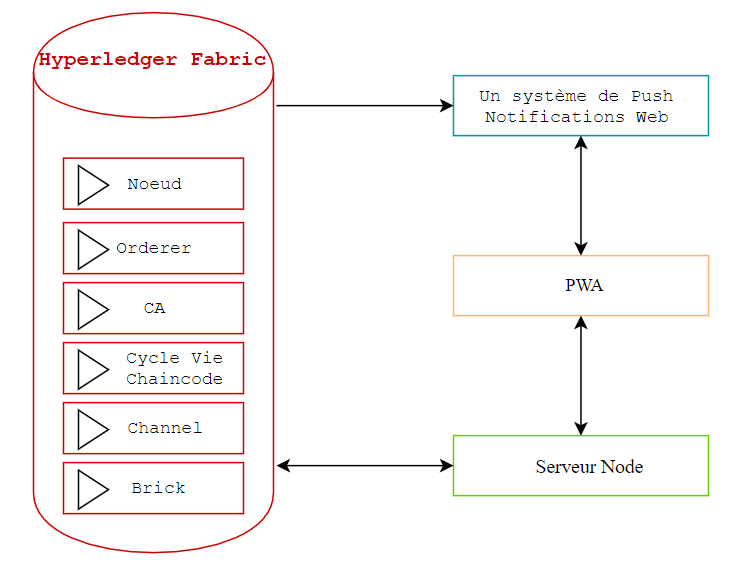 Hyperledger Fabric
Noeud
Orderer
CA
Cycle Vie
Chaincode
Channel
Brick
Un système de Push
Notifications Web
PWA
Serveur Node